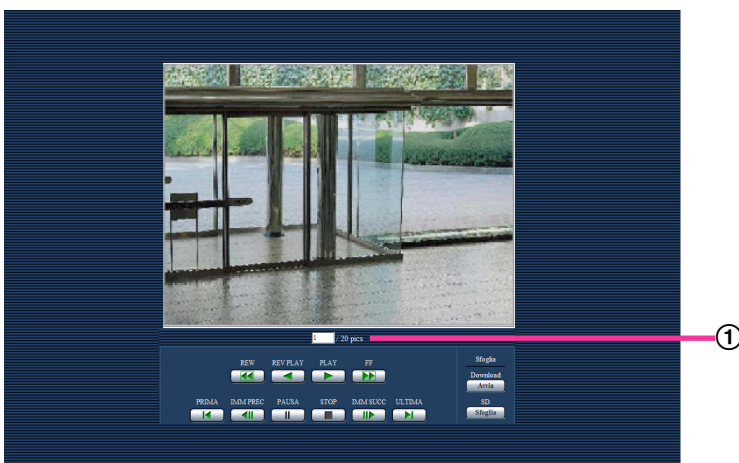 1 / 20 pics
①
REW REV PLAY PLAY FF
PRIMA IMM PREC PAUSA STOP IMM SUCC ULTIMA
Sfoglia
Download
Avvia
SD
Sfoglia